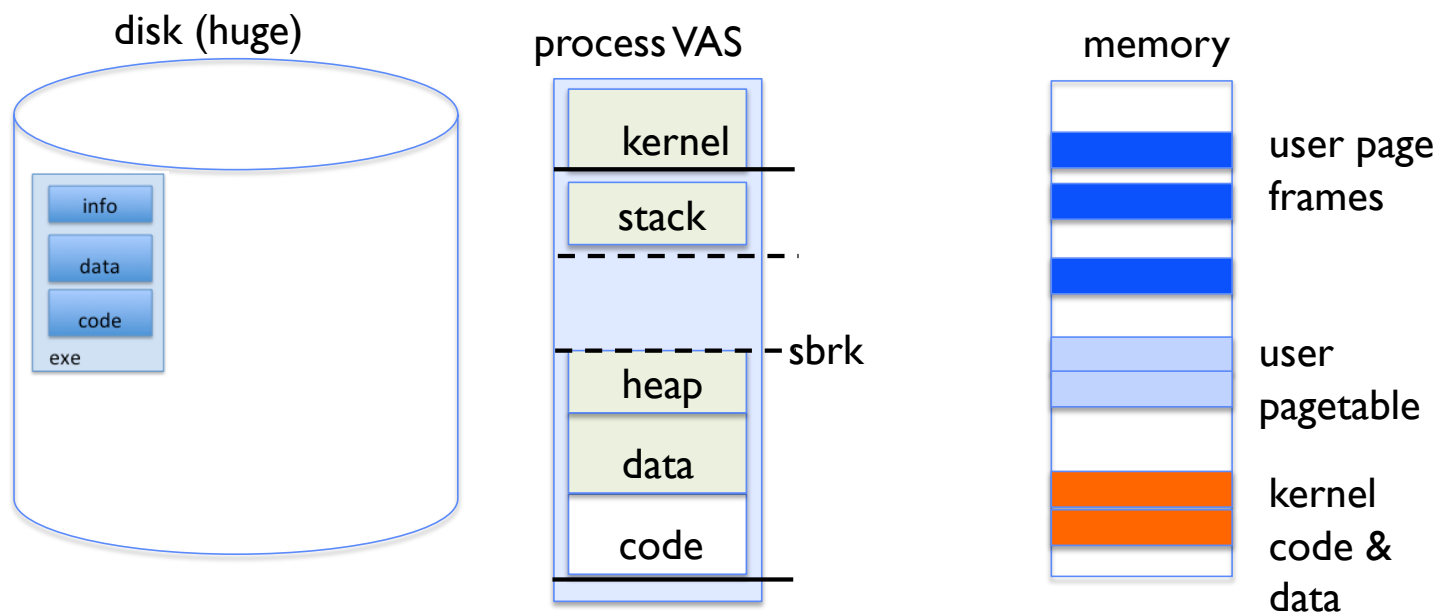 disk (huge)
process VAS
memory
info
data
code
exe
kernel
stack
sbrk
heap
data
code
user page
frames
user
pagetable
kernel
code &
data